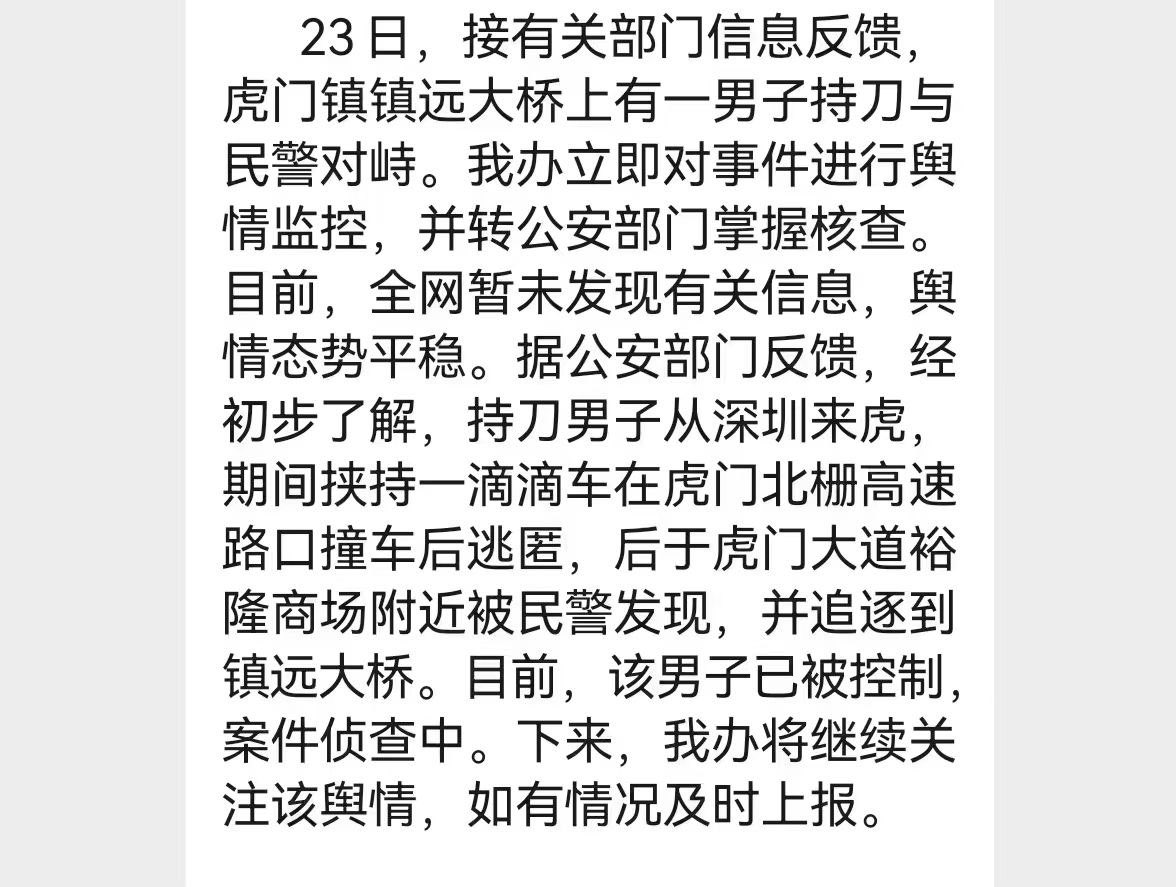 23日，接有关部门信息反馈，
虎门镇镇远大桥上有一男子持刀与
民警对峙。我办立即对事件进行舆
情监控，并转公安部门掌握核查。
目前，全网暂未发现有关信息，舆
情态势平稳。据公安部门反馈，经
初步了解，持刀男子从深圳来虎，
期间挟持一滴滴车在虎门北栅高速
路口撞车后逃匿，后于虎门大道裕
隆商场附近被民警发现，并追逐到
镇远大桥。目前，该男子已被控制，
案件侦查中。下来，我办将继续关
注该舆情，如有情况及时上报。